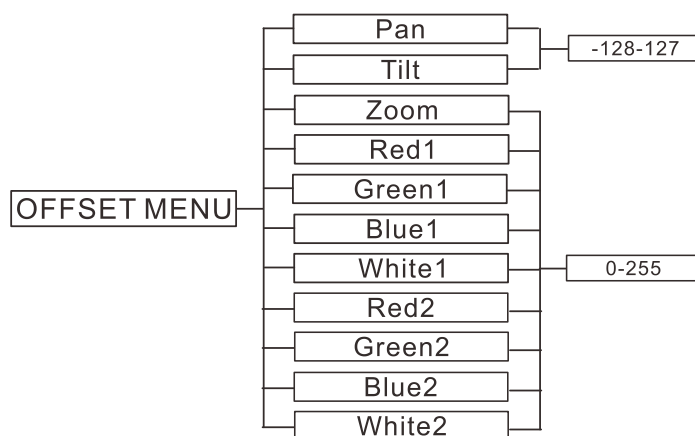 OFFSET MENU
Pan
Tilt
Zoom
Red1
Green1
Blue1
White1
Red2
Green2
Blue2
White2
-128-127
0-255